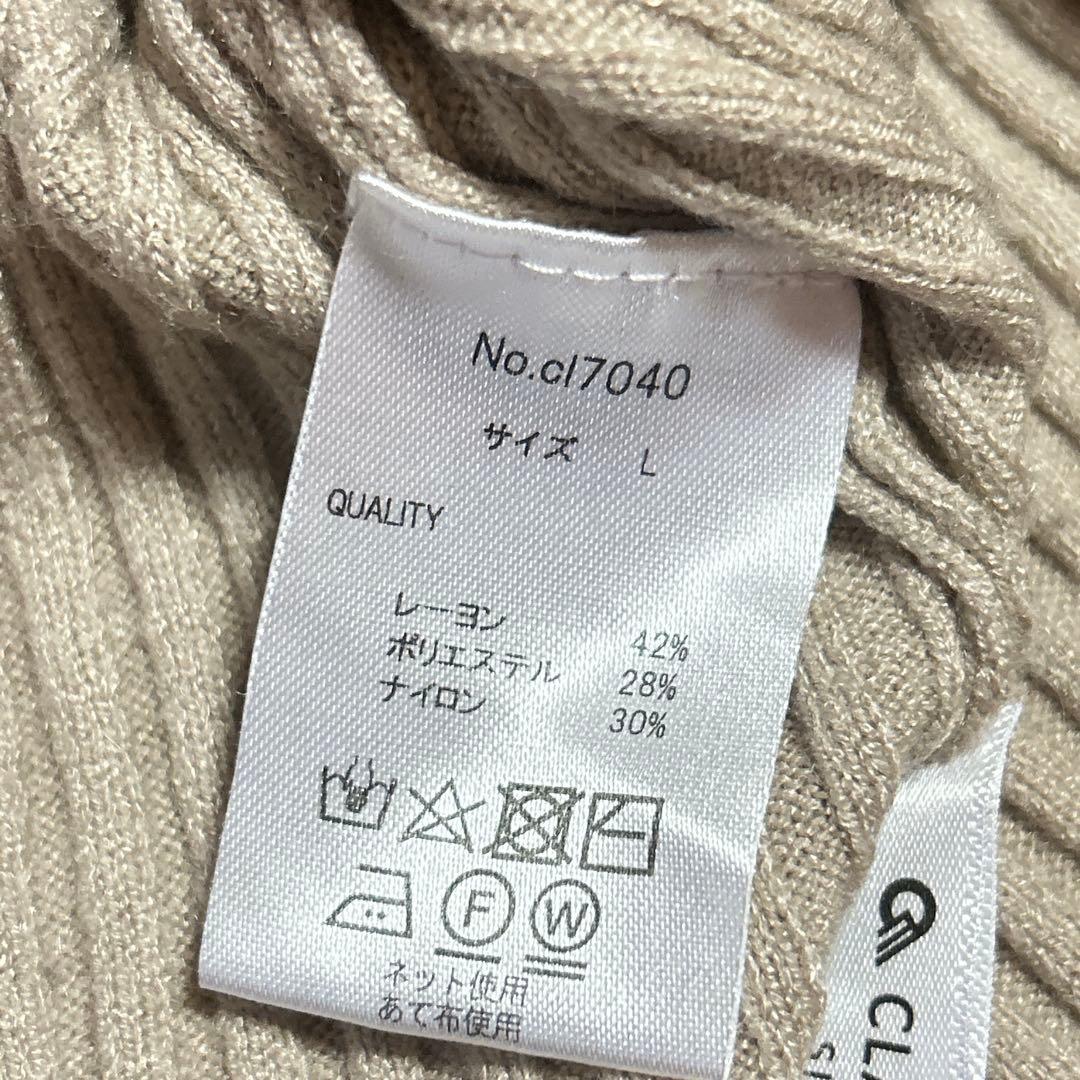 No.cl7040
サイズ L
QUALITY
レーヨン 42%
ポリエステル 28%
ナイロン 30%
F W
ネット使用
あて布使用